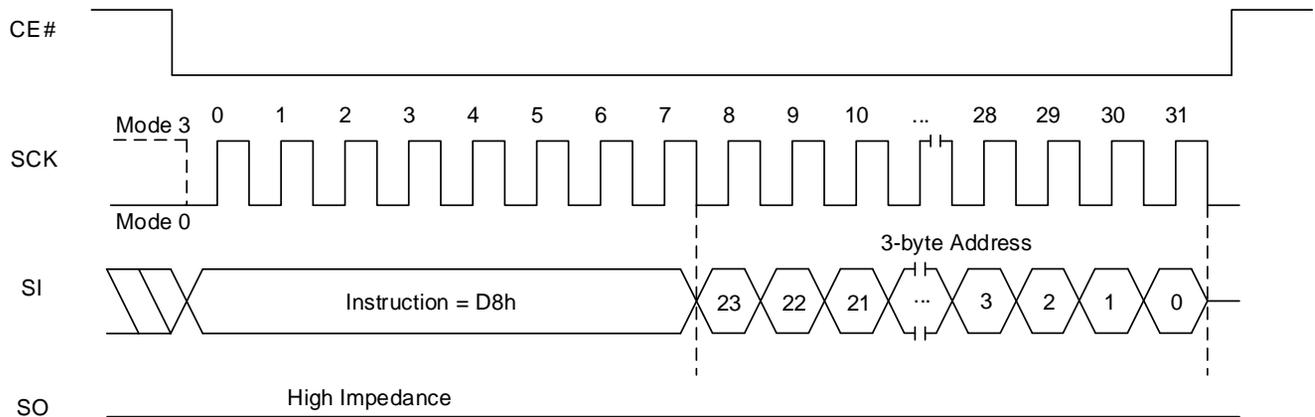 CE#
0 1 2 3 4 5 6 7 8 9 10 ... 28 29 30 31
Mode 3
SCK
Mode 0
3-byte Address
SI
Instruction = D8h 23 22 21 ... 3 2 1 0
High Impedance
SO